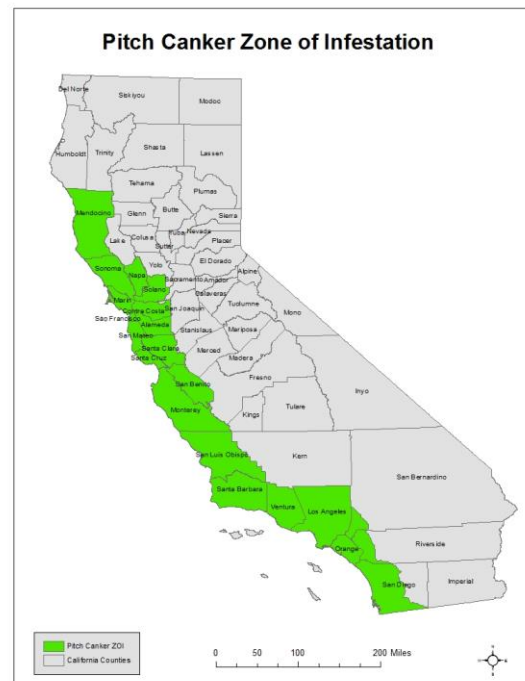 Pitch Canker Zone of Infestation
Del Norte
Siskiyou
Modoc
Humboldt
Trinity
Shasta
Lassen
Tehama
Plumas
Mendocino
Glenn
Butte
Sierra
Lake
Colusa
Yuba
Nevada
Sutter
Placer
Sonoma
Napa
Yolo
El Dorado
Alpine
Solano
Sacramento
Amador
Marin
Calaveras
Contra Costa
San Joaquin
Tuolumne
Mono
Sao Francisco
Alameda
Stanislaus
Mariposa
San Mateo
Santa Clara
Merced
Santa Cruz
Madera
San Benito
Fresno
Inyo
Monterey
Kings
Tulare
San Luis Obispo
Kern
San Bernardino
Santa Barbara
Ventura
Los Angeles
Orange
Riverside
San Diego
Imperial
Pitch Canker ZOI
California Counties
0 50 100 200 Miles